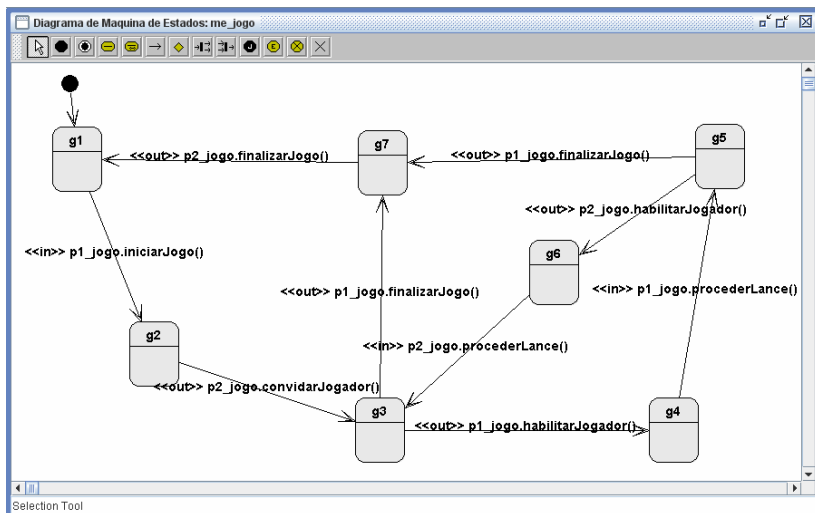 Diagrama de Maquina de Estados: me_jogo
J
E
g1
g7
g5
<<out>> p2_jogo.finalizarJogo()
<<out>> p1_jogo.finalizarJogo()
<<out>> p2_jogo.habilitarJogador()
<<in>> p1_jogo.iniciarJogo()
g6
<<out>> p1_jogo.finalizarJogo()
<<in>> p1_jogo.procederLance()
g2
<<in>> p2_jogo.procederLance()
<<out>> p2_jogo.convidarJogador()
g3
g4
<<out>> p1_jogo.habilitarJogador()
Selection Tool